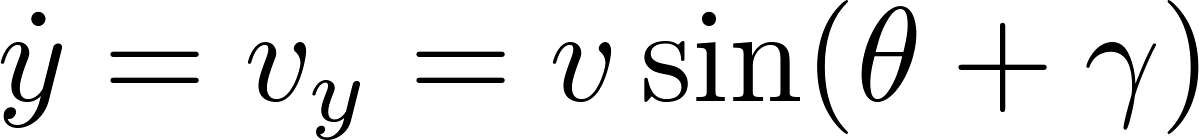 ẏ = v_y = v sin(θ + γ)